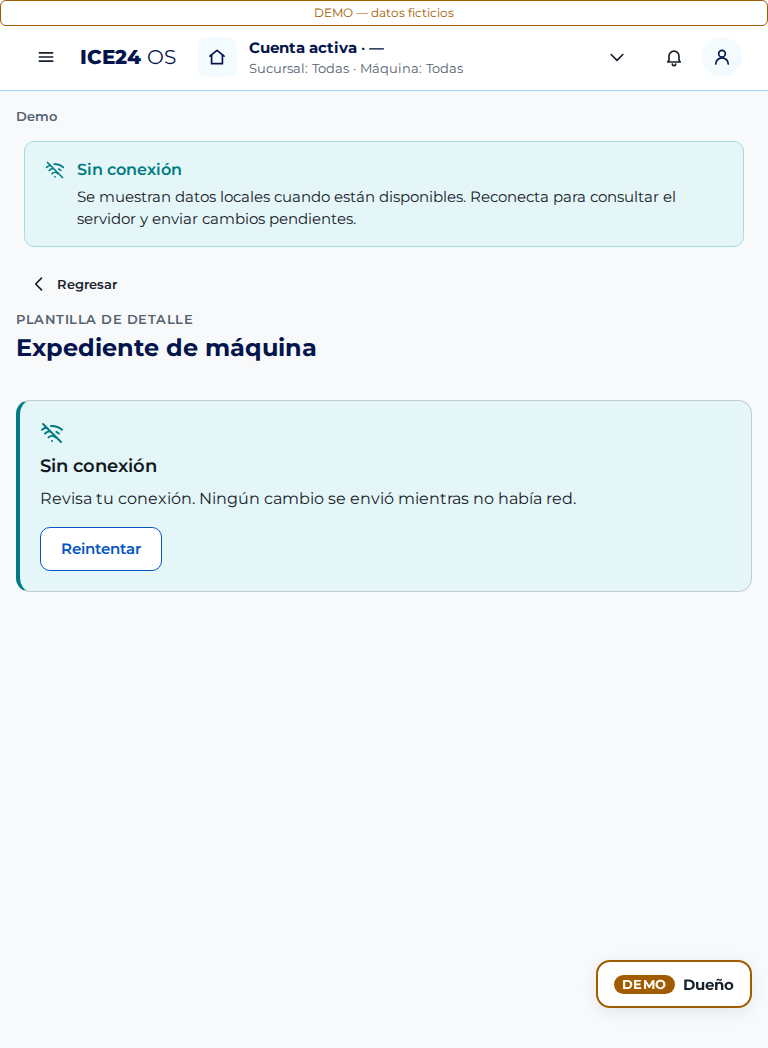 DEMO — datos ficticios
ICE24 OS
Cuenta activa · —
Sucursal: Todas · Máquina: Todas
Demo
Sin conexión
Se muestran datos locales cuando están disponibles. Reconecta para consultar el
servidor y enviar cambios pendientes.
Regresar
PLANTILLA DE DETALLE
Expediente de máquina
Sin conexión
Revisa tu conexión. Ningún cambio se envió mientras no había red.
Reintentar
DEMO Dueño